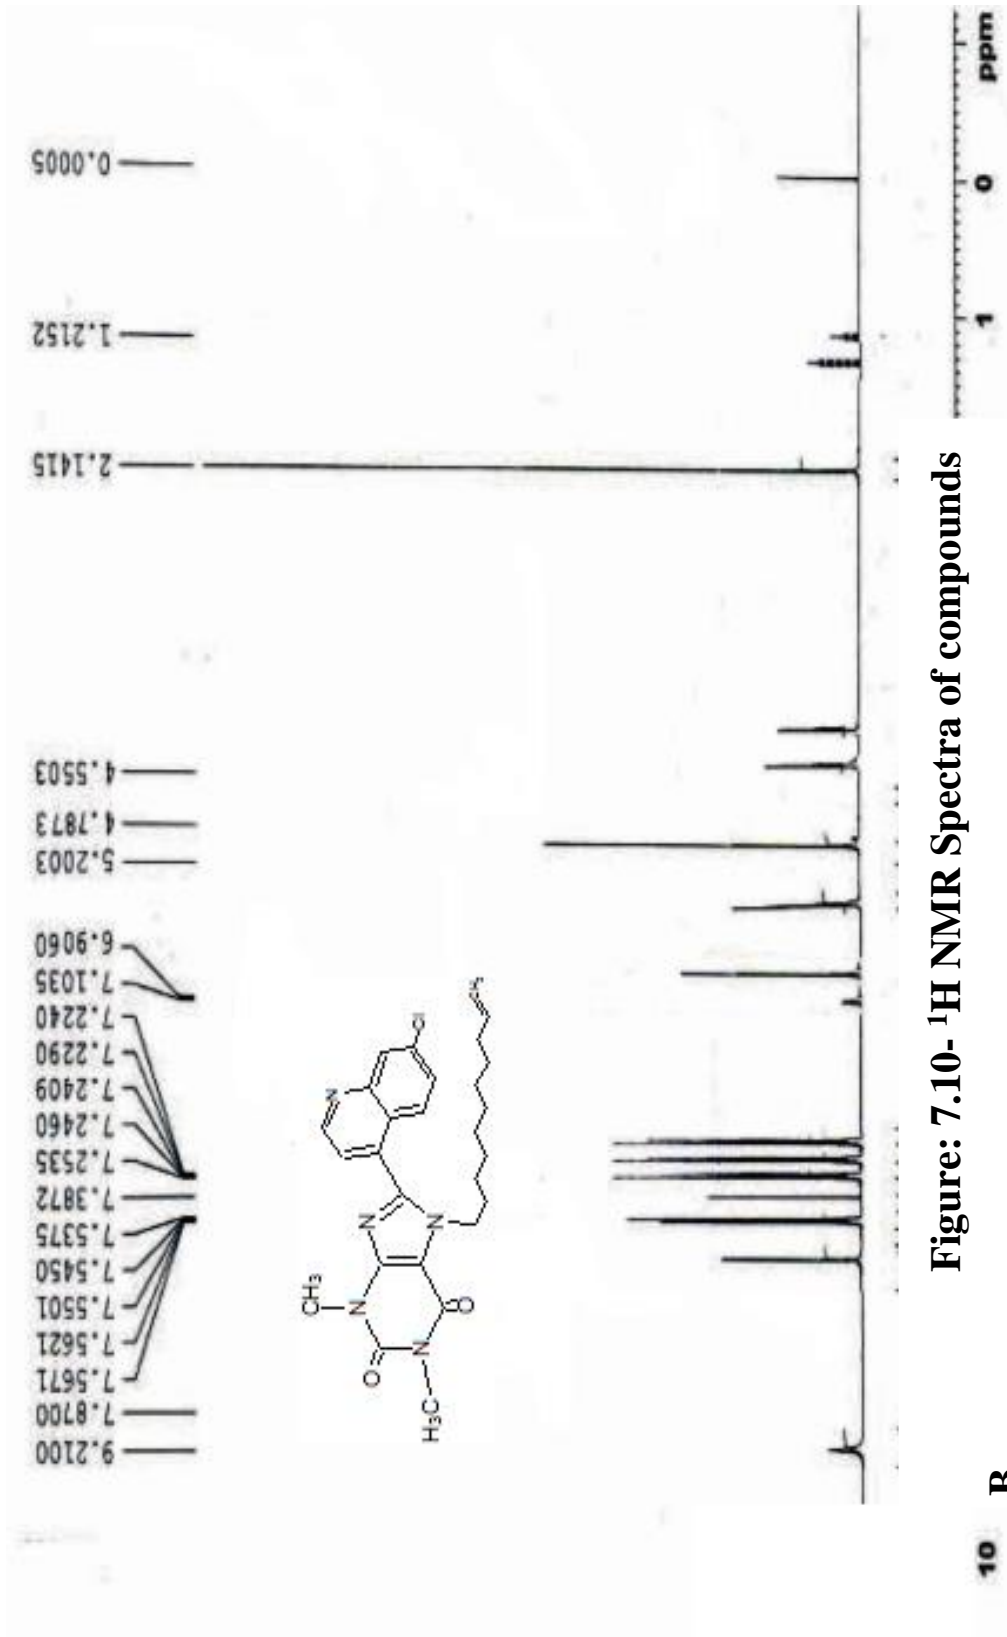 9.2100
7.8700
7.5671
7.5621
7.5501
7.5450
7.5375
7.3872
7.2535
7.2460
7.2409
7.2290
7.2240
7.1035
6.9060
5.2003
4.7873
4.5503
2.1415
1.2152
0.0005
CH₃
O
N
N
N
H₃C
N
O
N
Cl
CH₂
10
1
0
ppm
Figure: 7.10- ¹H NMR Spectra of compounds